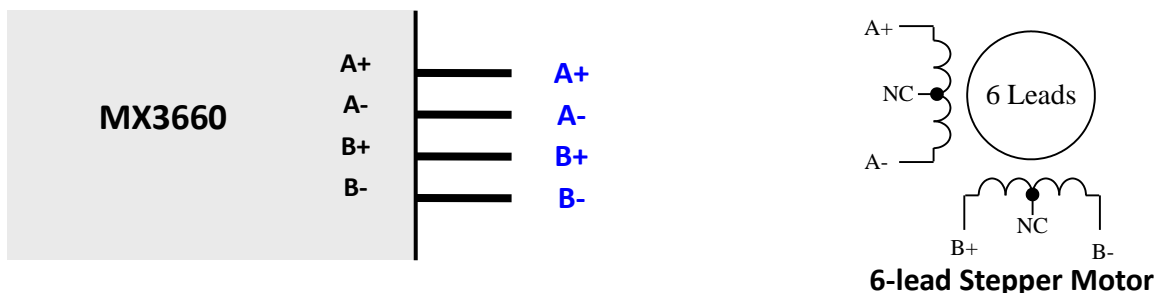 MX3660
A+
A-
B+
B-
A+
A-
B+
B-
A+
NC
A-
6 Leads
NC
B+
B-
6-lead Stepper Motor